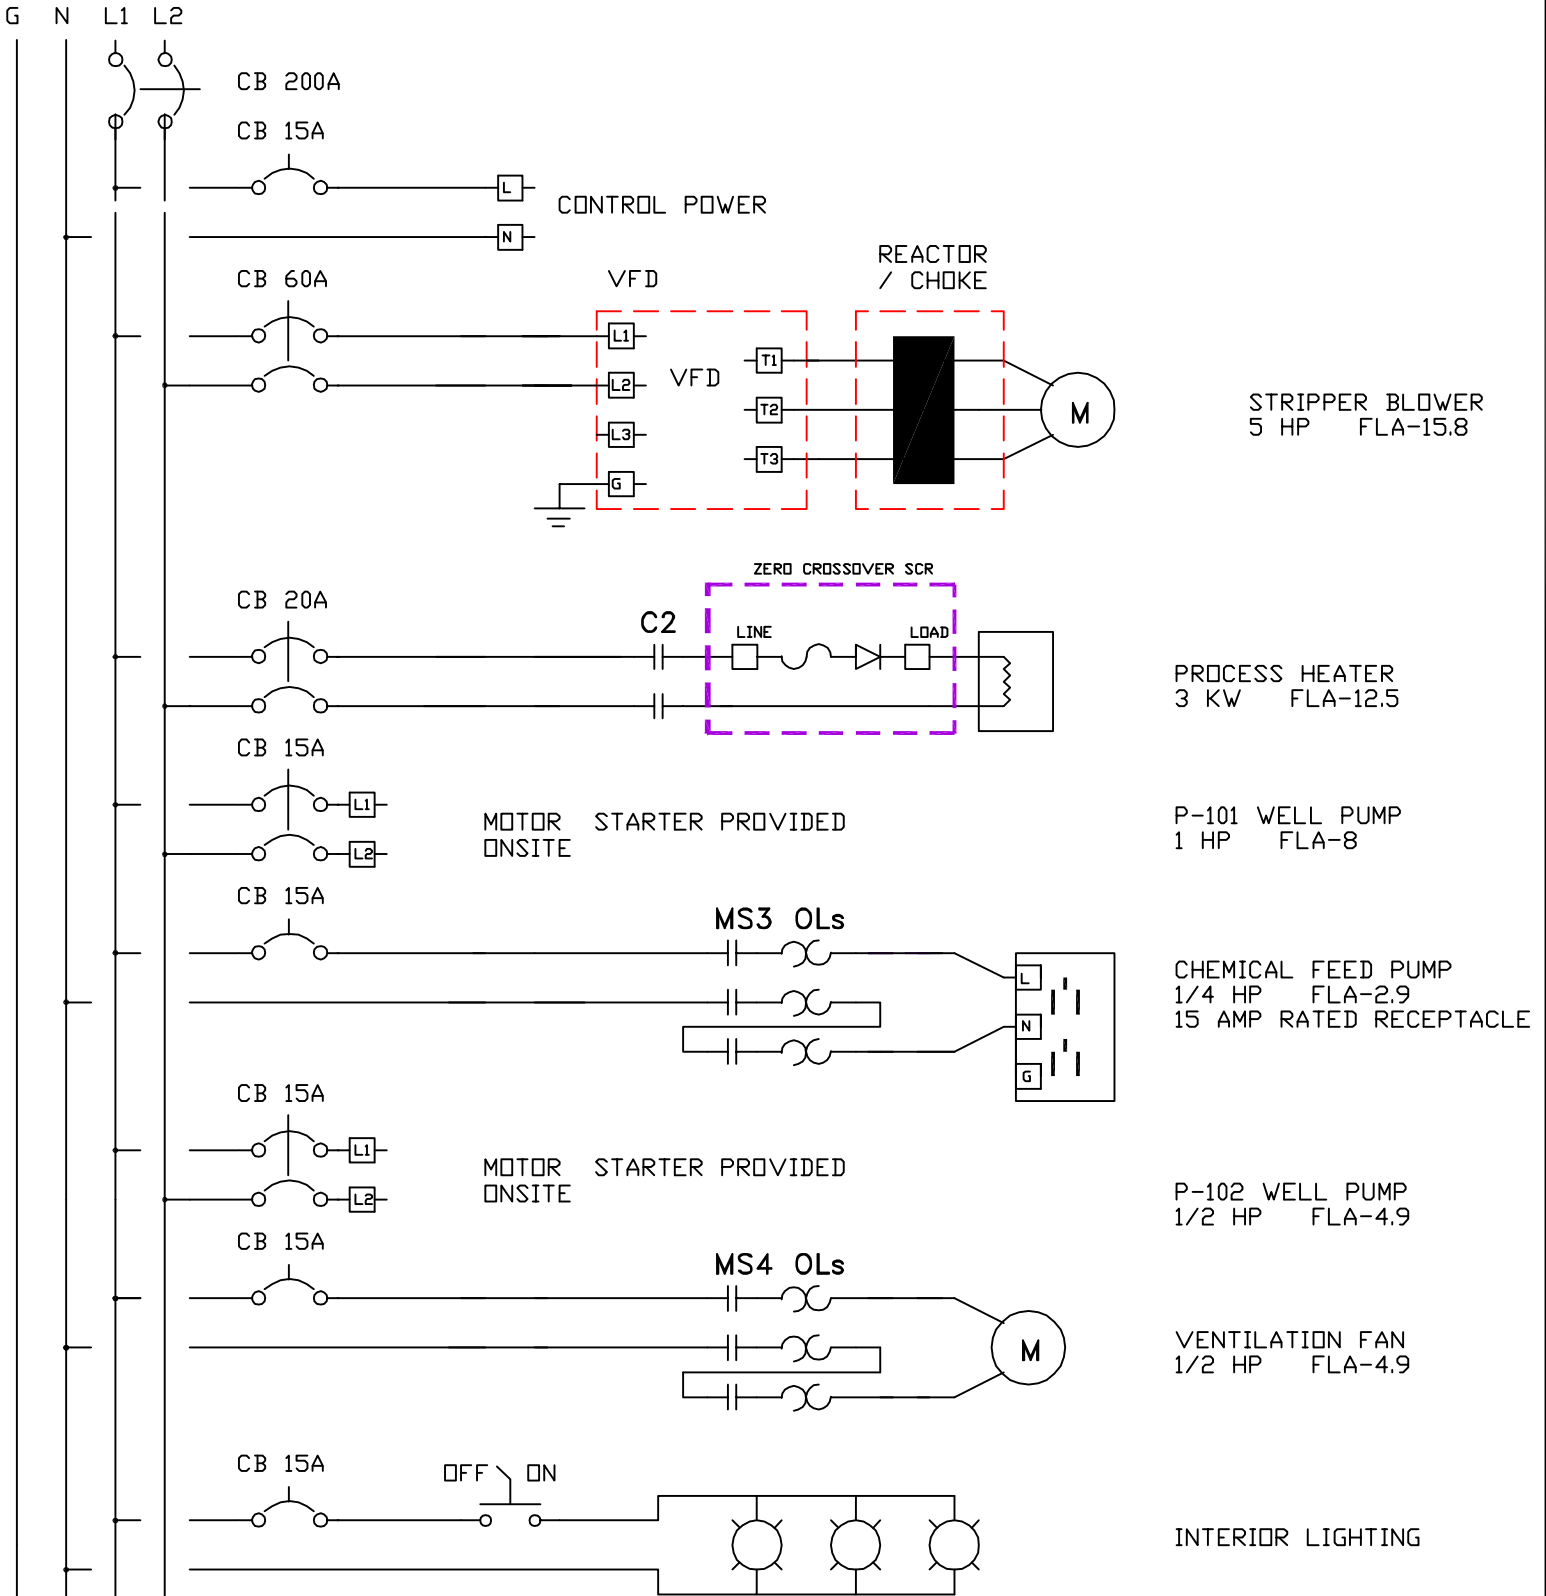 G N L1 L2
CB 200A
CB 15A
L
CONTROL POWER
N
CB 60A
VFD
REACTOR
/ CHOKE
L1
T1
L2
VFD
T2
L3
T3
G
M
STRIPPER BLOWER
5 HP FLA-15.8
ZERO CROSSOVER SCR
CB 20A
C2
LINE
LOAD
PROCESS HEATER
3 KW FLA-12.5
CB 15A
L1
L2
MOTOR STARTER PROVIDED
ONSITE
P-101 WELL PUMP
1 HP FLA-8
CB 15A
MS3 OLs
L
N
G
CHEMICAL FEED PUMP
1/4 HP FLA-2.9
15 AMP RATED RECEPTACLE
CB 15A
L1
L2
MOTOR STARTER PROVIDED
ONSITE
P-102 WELL PUMP
1/2 HP FLA-4.9
CB 15A
MS4 OLs
M
VENTILATION FAN
1/2 HP FLA-4.9
CB 15A
OFF ON
INTERIOR LIGHTING